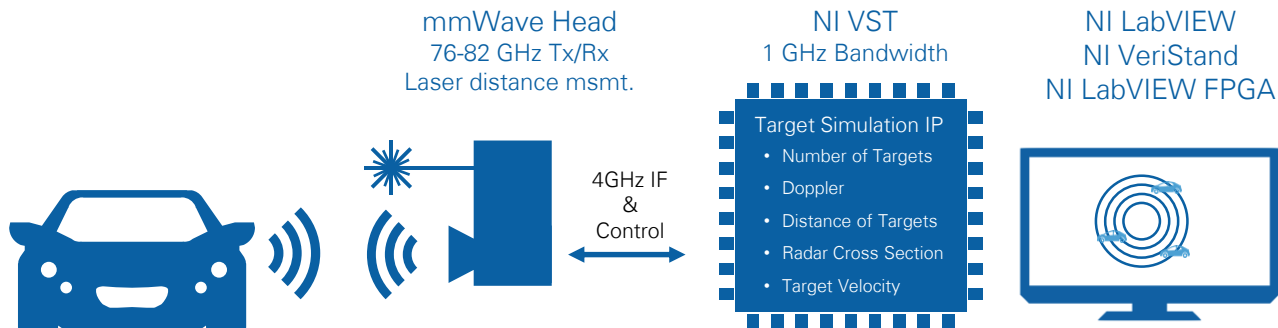 mmWave Head
76-82 GHz Tx/Rx
Laser distance msmt.
NI VST
1 GHz Bandwidth
NI LabVIEW
NI VeriStand
NI LabVIEW FPGA
4GHz IF
&
Control
Target Simulation IP
• Number of Targets
• Doppler
• Distance of Targets
• Radar Cross Section
• Target Velocity